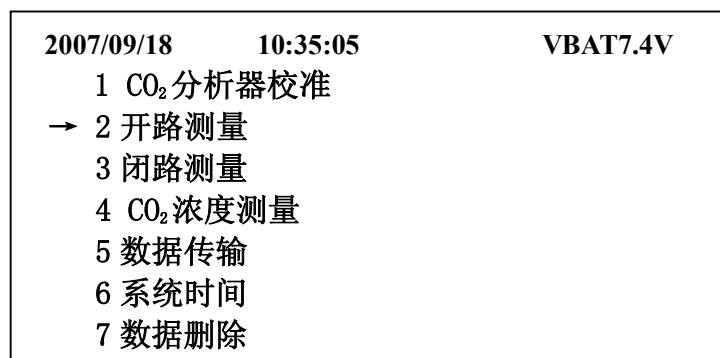 2007/09/18 10:35:05 VBAT7.4V
1 CO₂分析器校准
→ 2 开路测量
3 闭路测量
4 CO₂浓度测量
5 数据传输
6 系统时间
7 数据删除